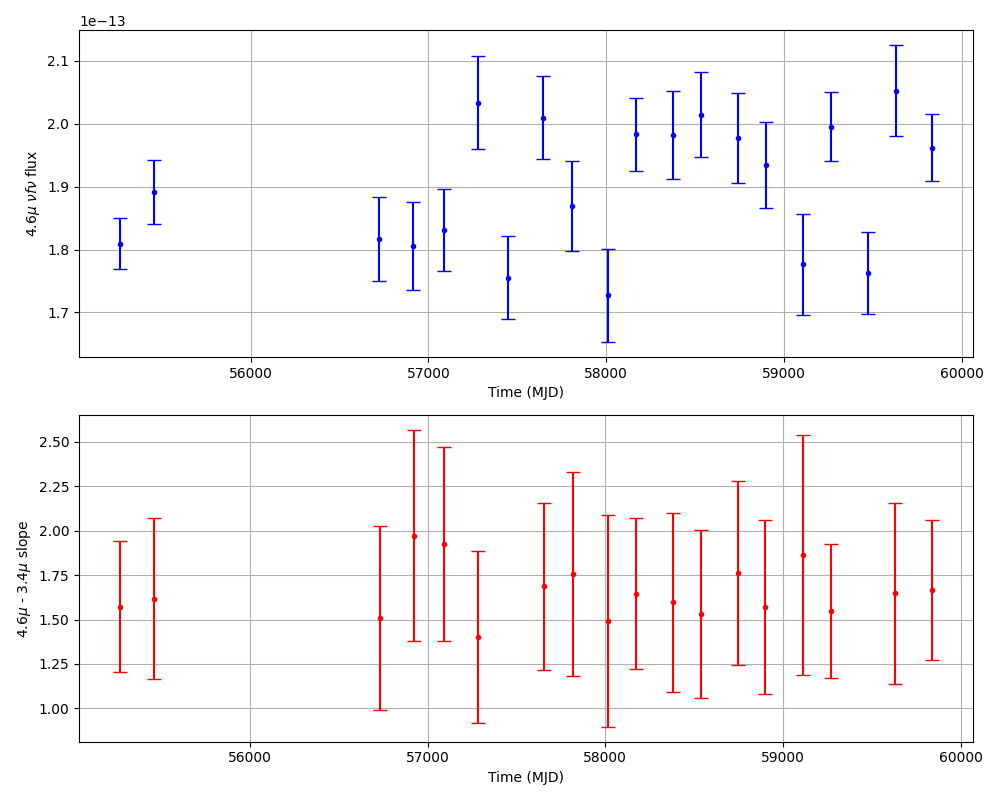 1e−13
2.1
2.0
1.9
1.8
1.7
4.6μ νfν flux
56000 57000 58000 59000 60000
Time (MJD)
2.50
2.25
2.00
1.75
1.50
1.25
1.00
4.6μ - 3.4μ slope
56000 57000 58000 59000 60000
Time (MJD)